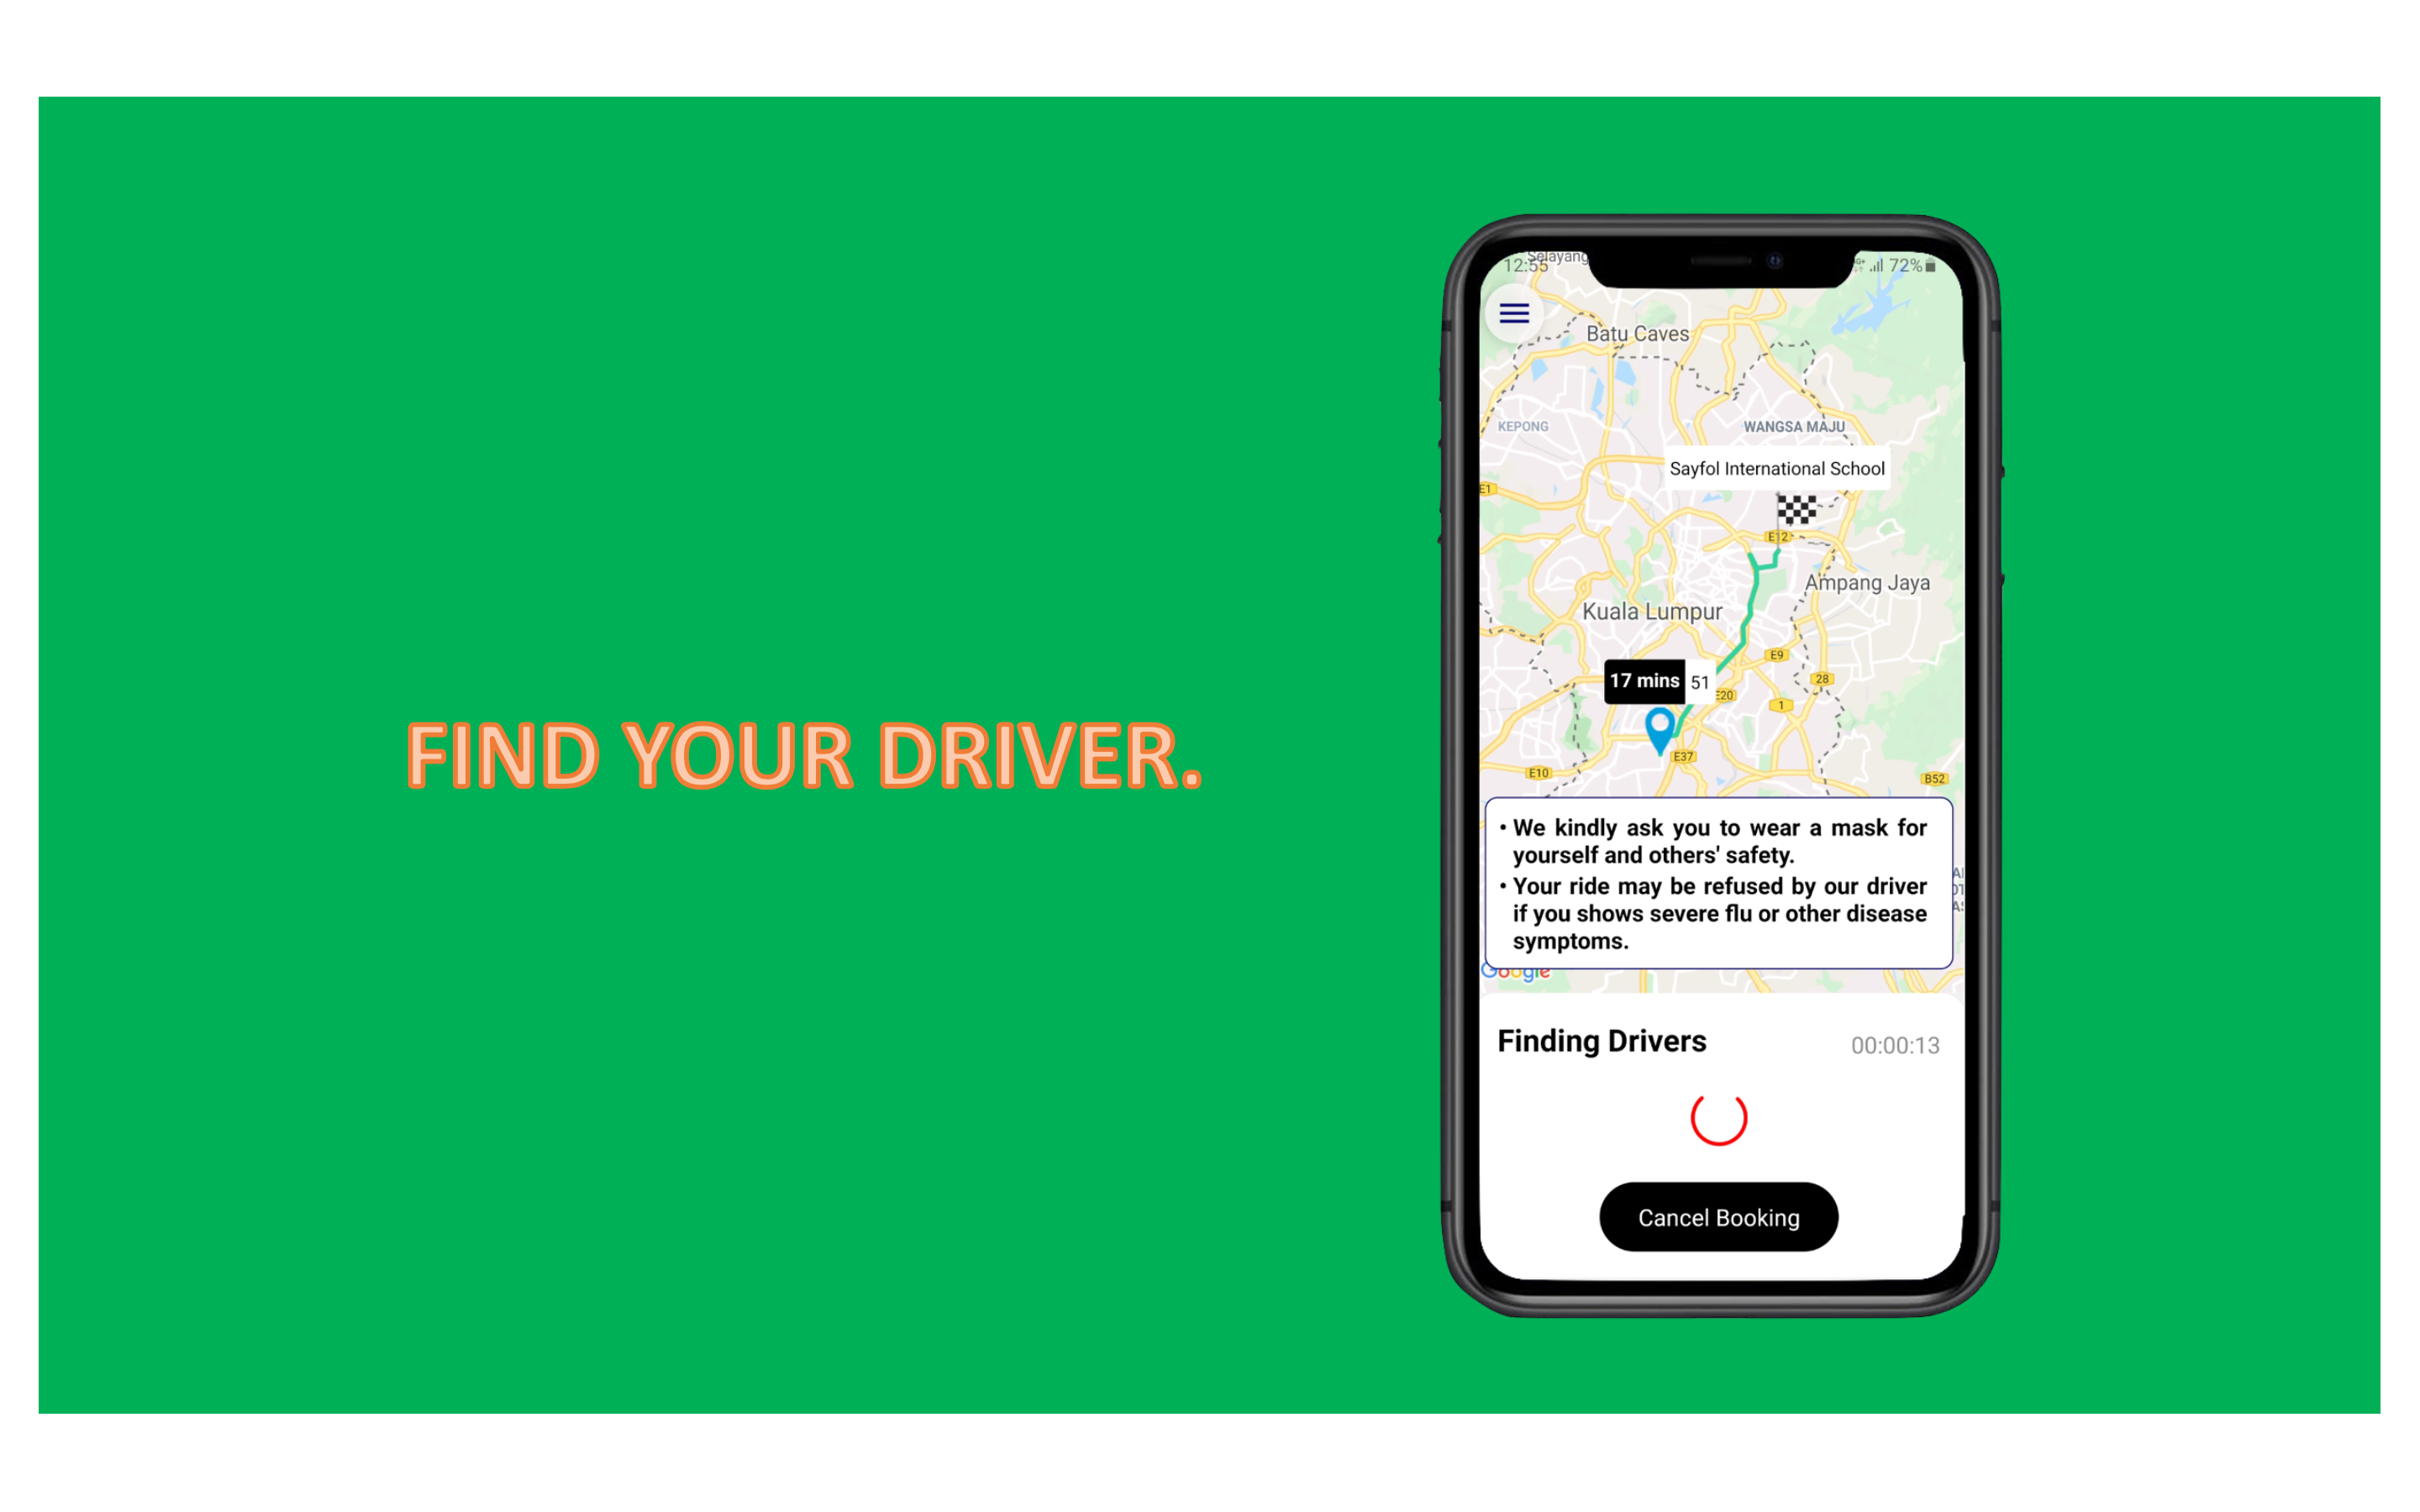 FIND YOUR DRIVER.
Selayang
12:55
72%
Batu Caves
KEPONG
WANGSA MAJU
Sayfol International School
E1
E12
Ampang Jaya
Kuala Lumpur
E9
17 mins 51
E20
28
1
E37
E10
B52
• We kindly ask you to wear a mask for
yourself and others' safety.
• Your ride may be refused by our driver
if you shows severe flu or other disease
symptoms.
Google
Finding Drivers 00:00:13
Cancel Booking